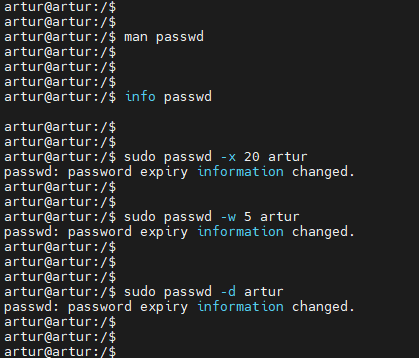 artur@artur:/$
artur@artur:/$
artur@artur:/$ man passwd
artur@artur:/$
artur@artur:/$
artur@artur:/$
artur@artur:/$ info passwd
artur@artur:/$
artur@artur:/$
artur@artur:/$ sudo passwd -x 20 artur
passwd: password expiry information changed.
artur@artur:/$
artur@artur:/$
artur@artur:/$ sudo passwd -w 5 artur
passwd: password expiry information changed.
artur@artur:/$
artur@artur:/$
artur@artur:/$
artur@artur:/$ sudo passwd -d artur
passwd: password expiry information changed.
artur@artur:/$
artur@artur:/$
artur@artur:/$